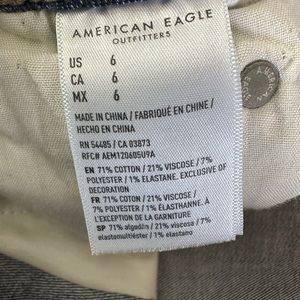 AMERICAN EAGLE
OUTFITTERS
US 6
CA 6
MX 6
MADE IN CHINA / FABRIQUÉ EN CHINE /
HECHO EN CHINA
RN 54485 / CA 03873
RFC# AEM120605U9A
EN 71% COTTON / 21% VISCOSE / 7%
POLYESTER / 1% ELASTANE. EXCLUSIVE OF
DECORATION
FR 71% COTON / 21% VISCOSE /
7% POLYESTER / 1% ÉLASTHANNE. À
L'EXCEPTION DE LA GARNITURE
SP 71% algodón / 21% viscosa / 7%
elastomultiéster / 1% elastano